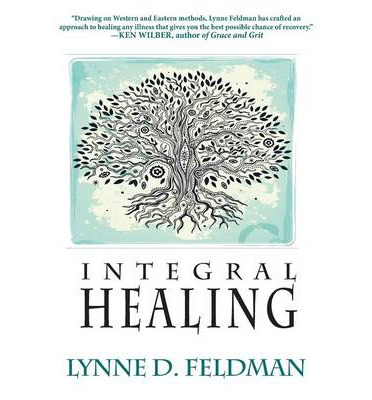 “Drawing on Western and Eastern methods, Lynne Feldman has crafted an
approach to healing any illness that gives you the best possible chance of recovery.”
—KEN WILBER, author of Grace and Grit
INTEGRAL
HEALING
LYNNE D. FELDMAN